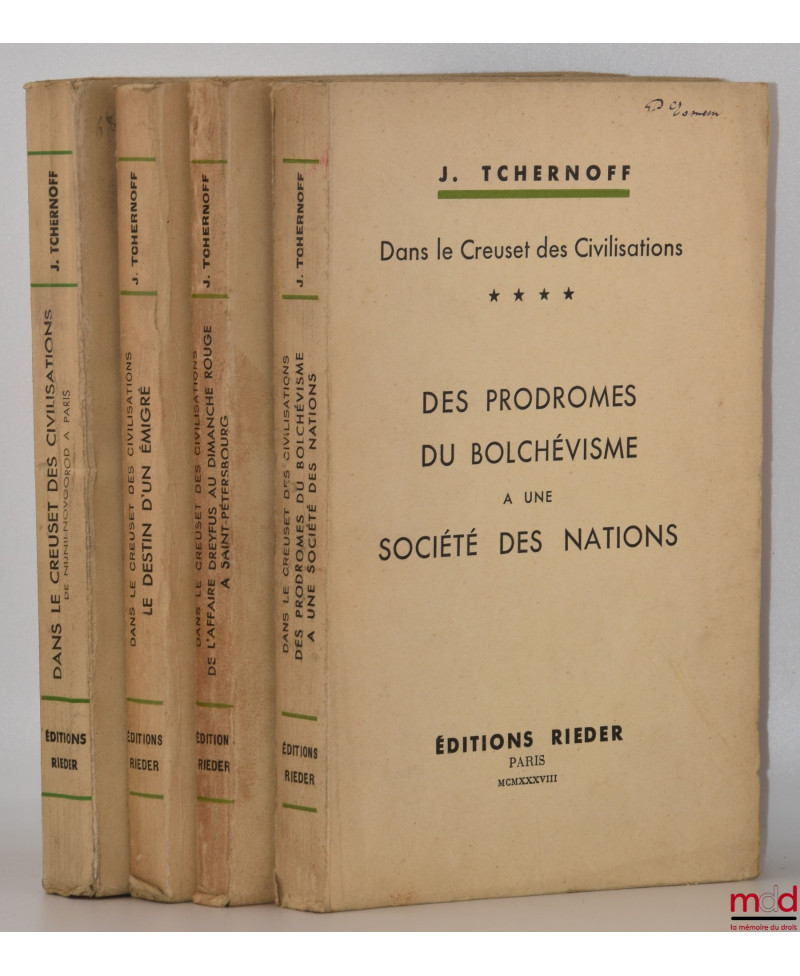 J. TCHERNOFF
DANS LE CREUSET DES CIVILISATIONS
DE NIJNII-NOVGOROD A PARIS
ÉDITIONS
RIEDER
J. TCHERNOFF
DANS LE CREUSET DES CIVILISATIONS
LE DESTIN D'UN ÉMIGRÉ
ÉDITIONS
RIEDER
J. TCHERNOFF
DANS LE CREUSET DES CIVILISATIONS
DE L'AFFAIRE DREYFUS AU DIMANCHE ROUGE
A SAINT-PÉTERSBOURG
ÉDITION
RIEDER
J. TCHERNOFF
DANS LE CREUSET DES CIVILISATIONS
DES PRODROMES DU BOLCHÉVISME
A UNE SOCIÉTÉ DES NATIONS
ÉDITIONS
RIEDER
J. TCHERNOFF
Dans le Creuset des Civilisations
★ ★ ★ ★
DES PRODROMES
DU BOLCHÉVISME
A UNE
SOCIÉTÉ DES NATIONS
ÉDITIONS RIEDER
PARIS
MCMXXXVIII
mdd
la mémoire du droit